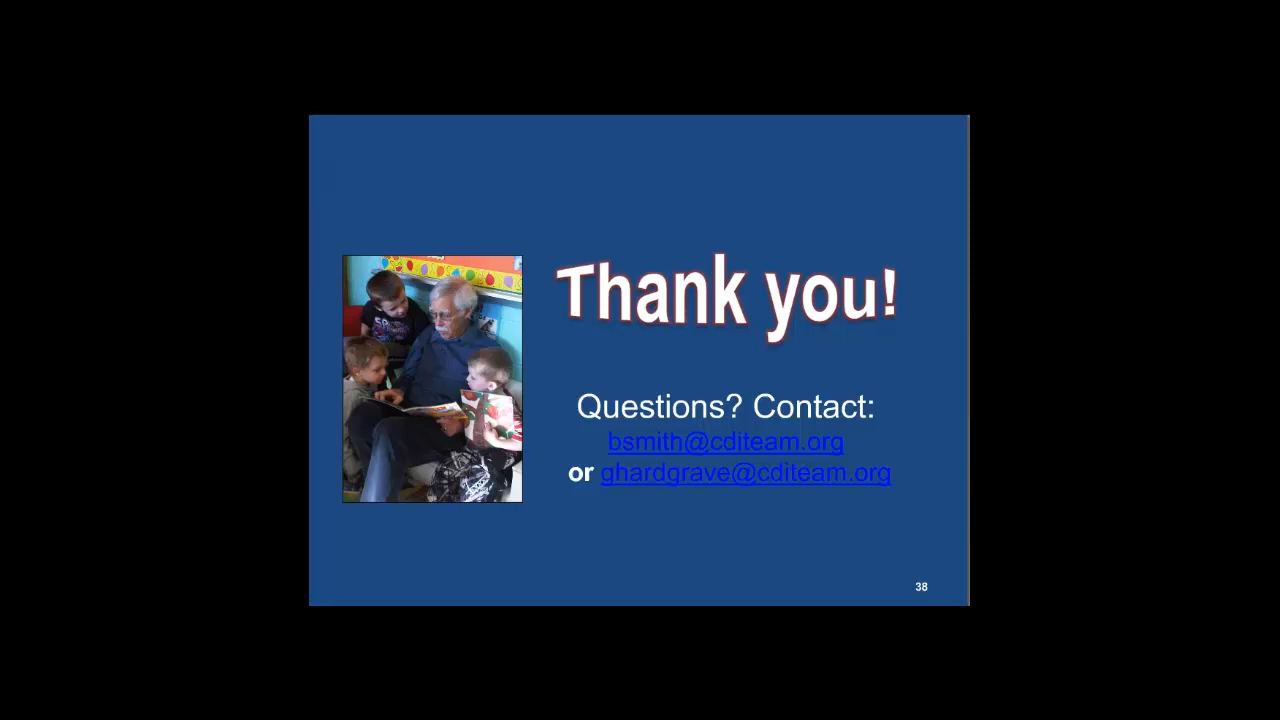 Thank you!
Questions? Contact:
bsmith@cditeam.org
or ghardgrave@cditeam.org
38